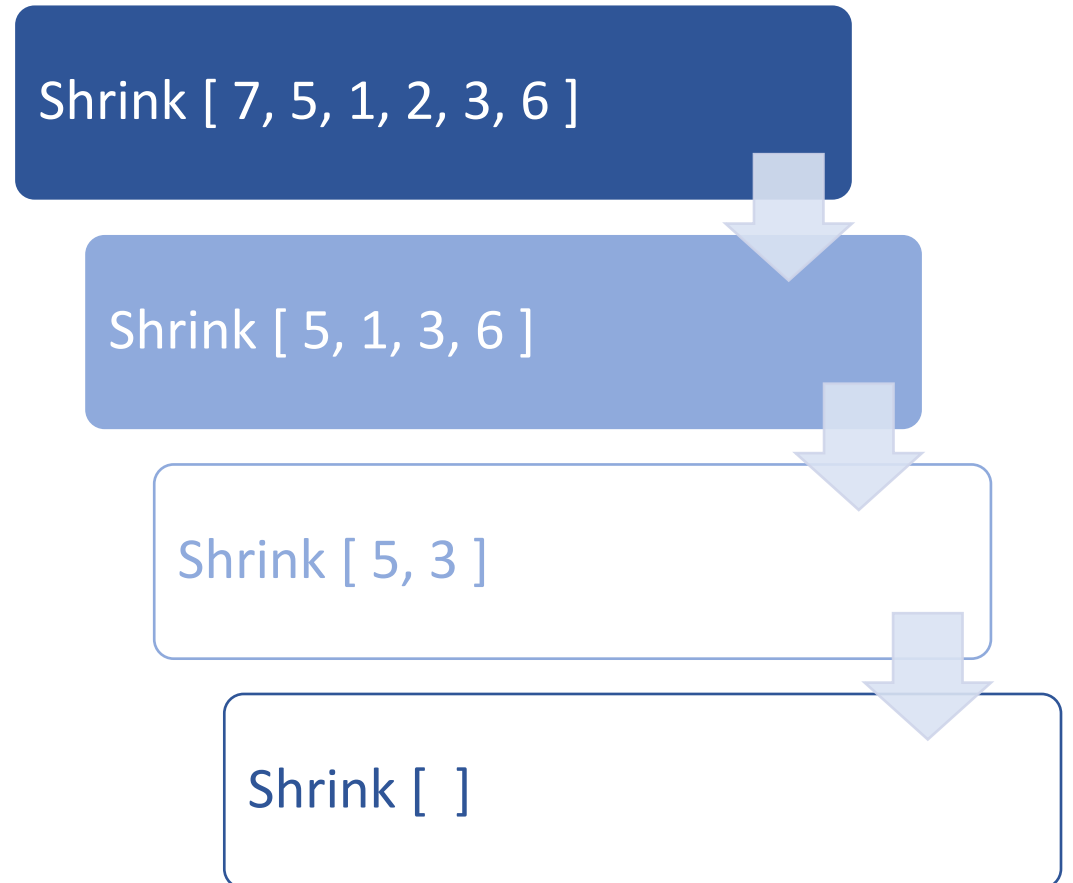 Shrink [ 7, 5, 1, 2, 3, 6 ]
Shrink [ 5, 1, 3, 6 ]
Shrink [ 5, 3 ]
Shrink [  ]